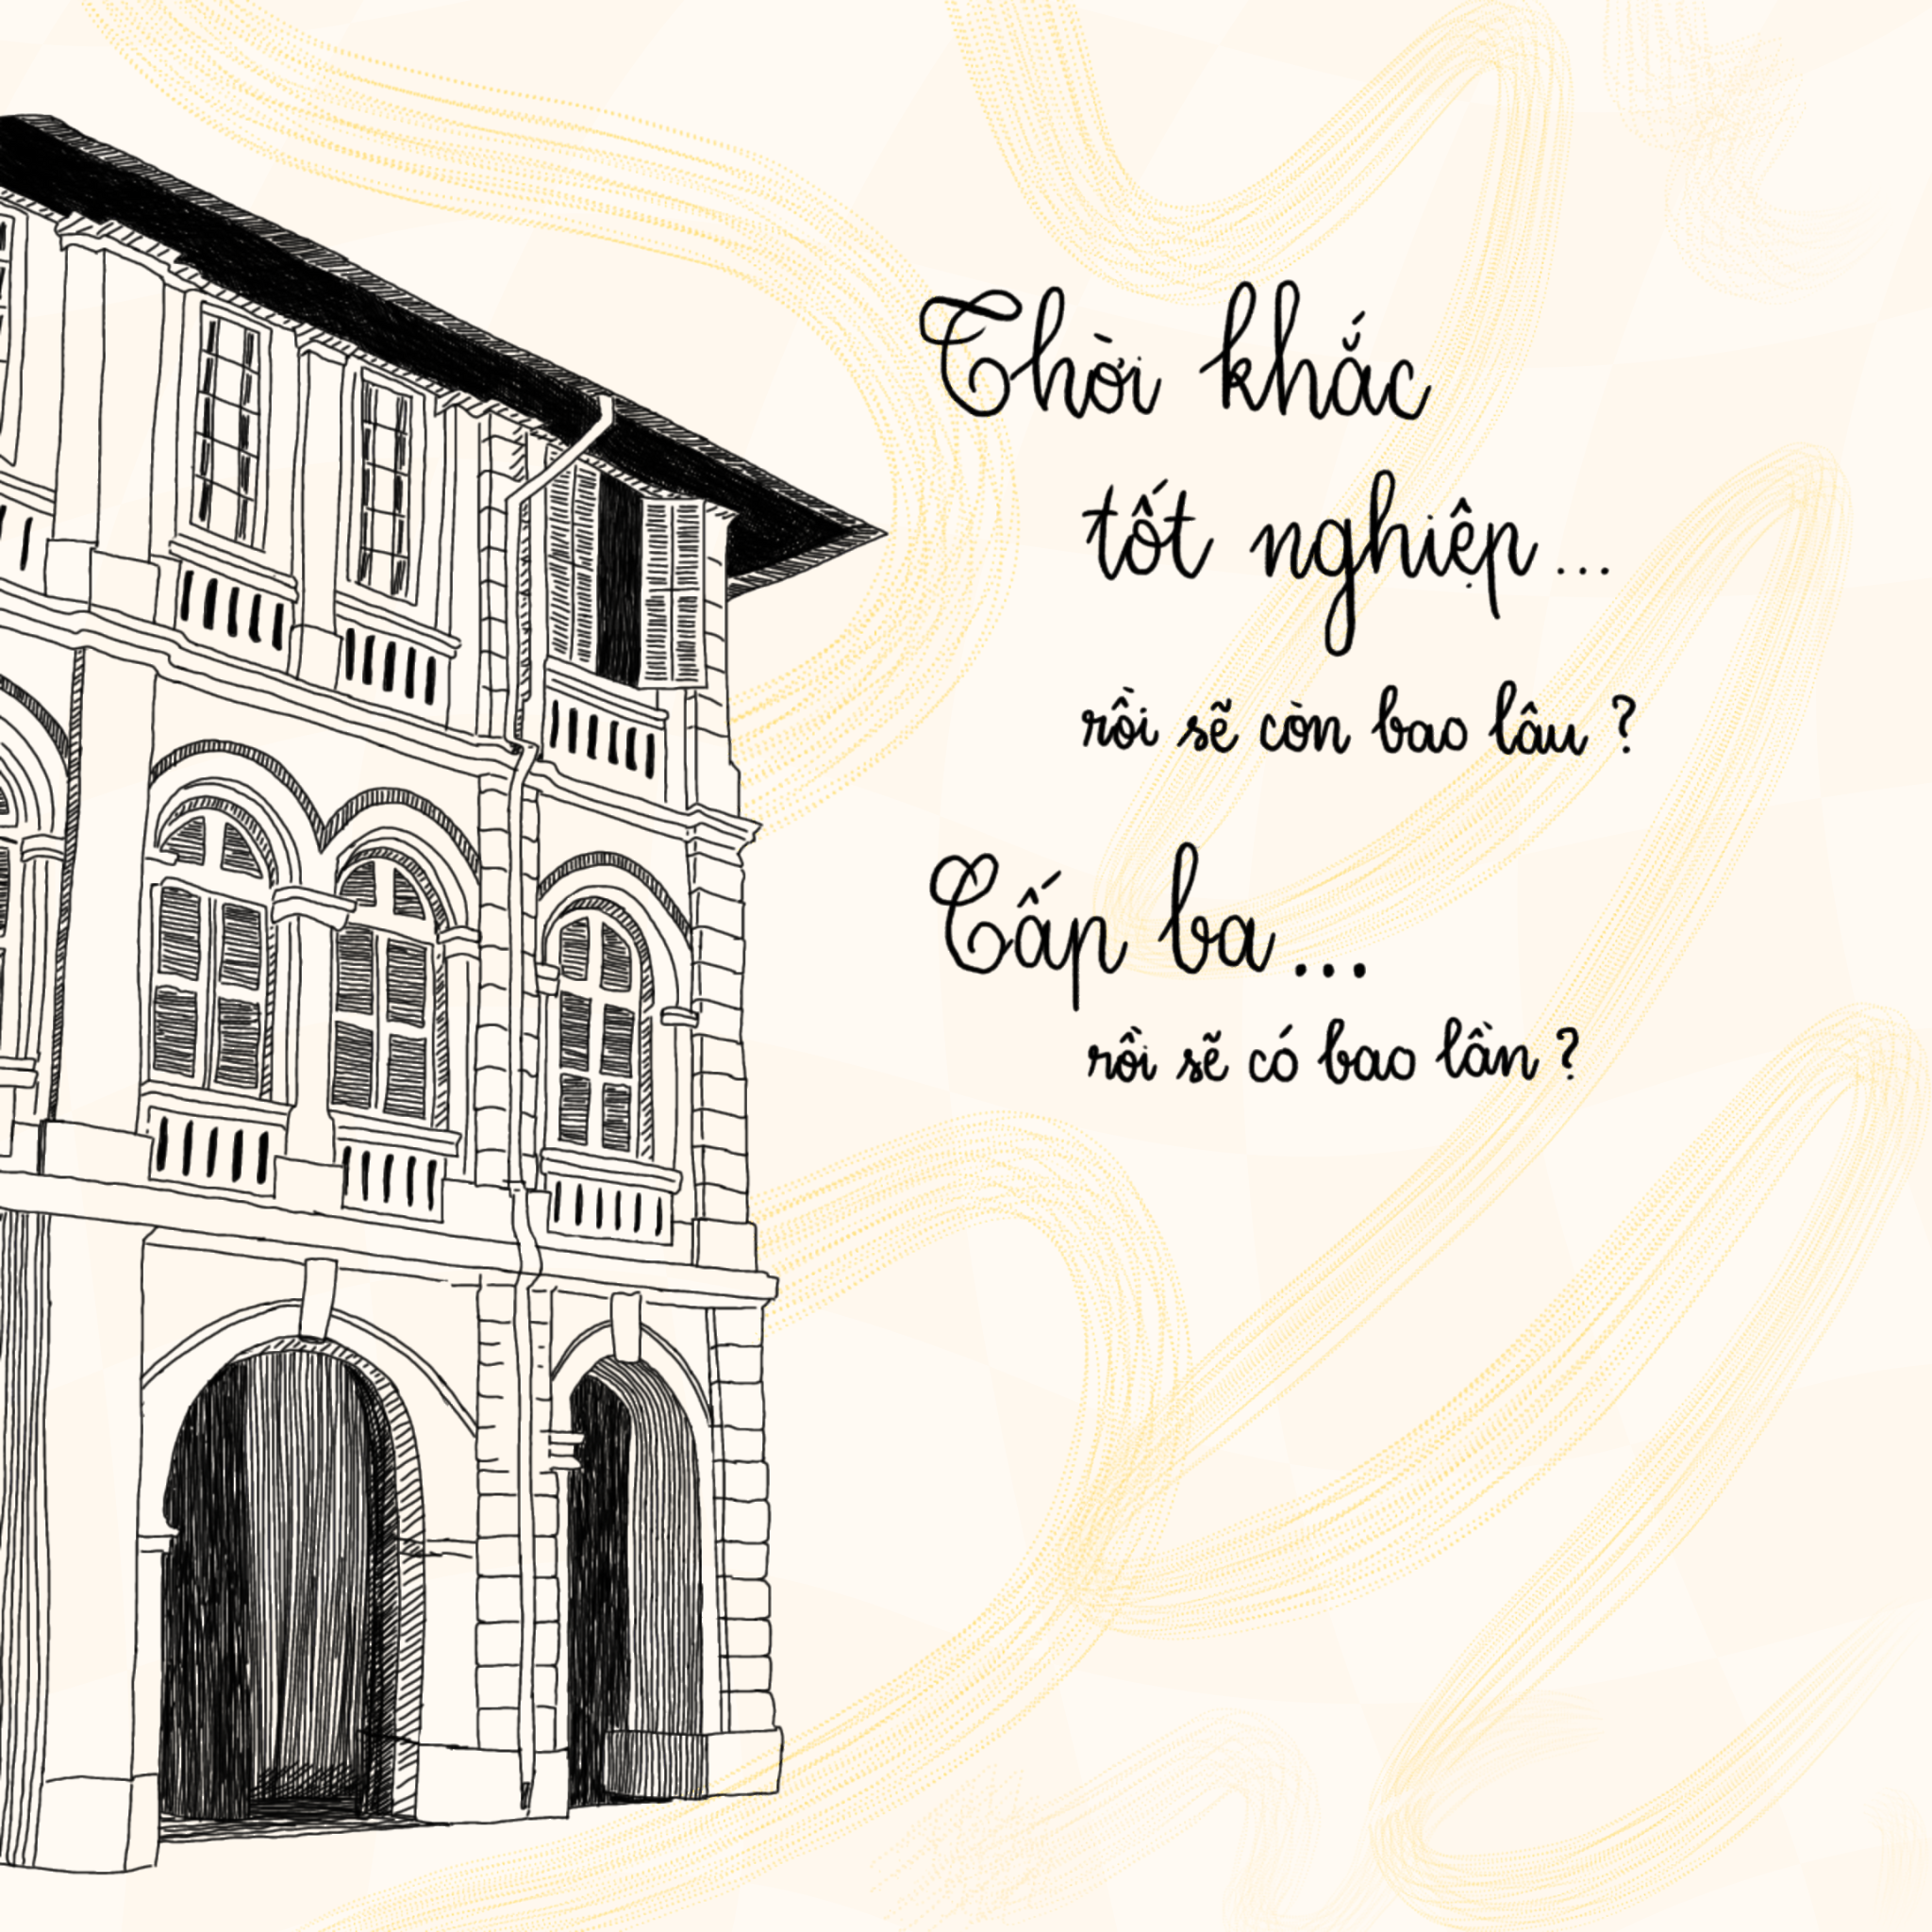 Thời khắc
tốt nghiệp...
rồi sẽ còn bao lâu ?
Cấp ba...
rồi sẽ có bao lần ?